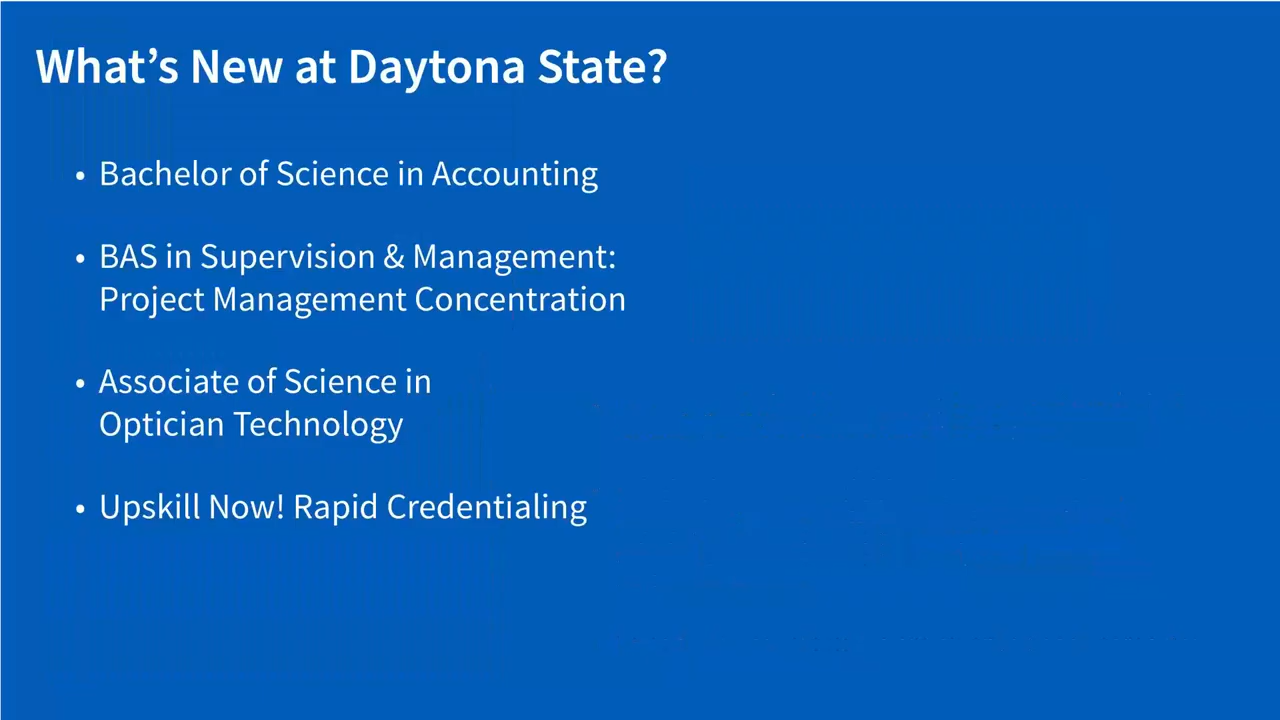 What’s New at Daytona State?
• Bachelor of Science in Accounting
• BAS in Supervision & Management:
Project Management Concentration
• Associate of Science in
Optician Technology
• Upskill Now! Rapid Credentialing